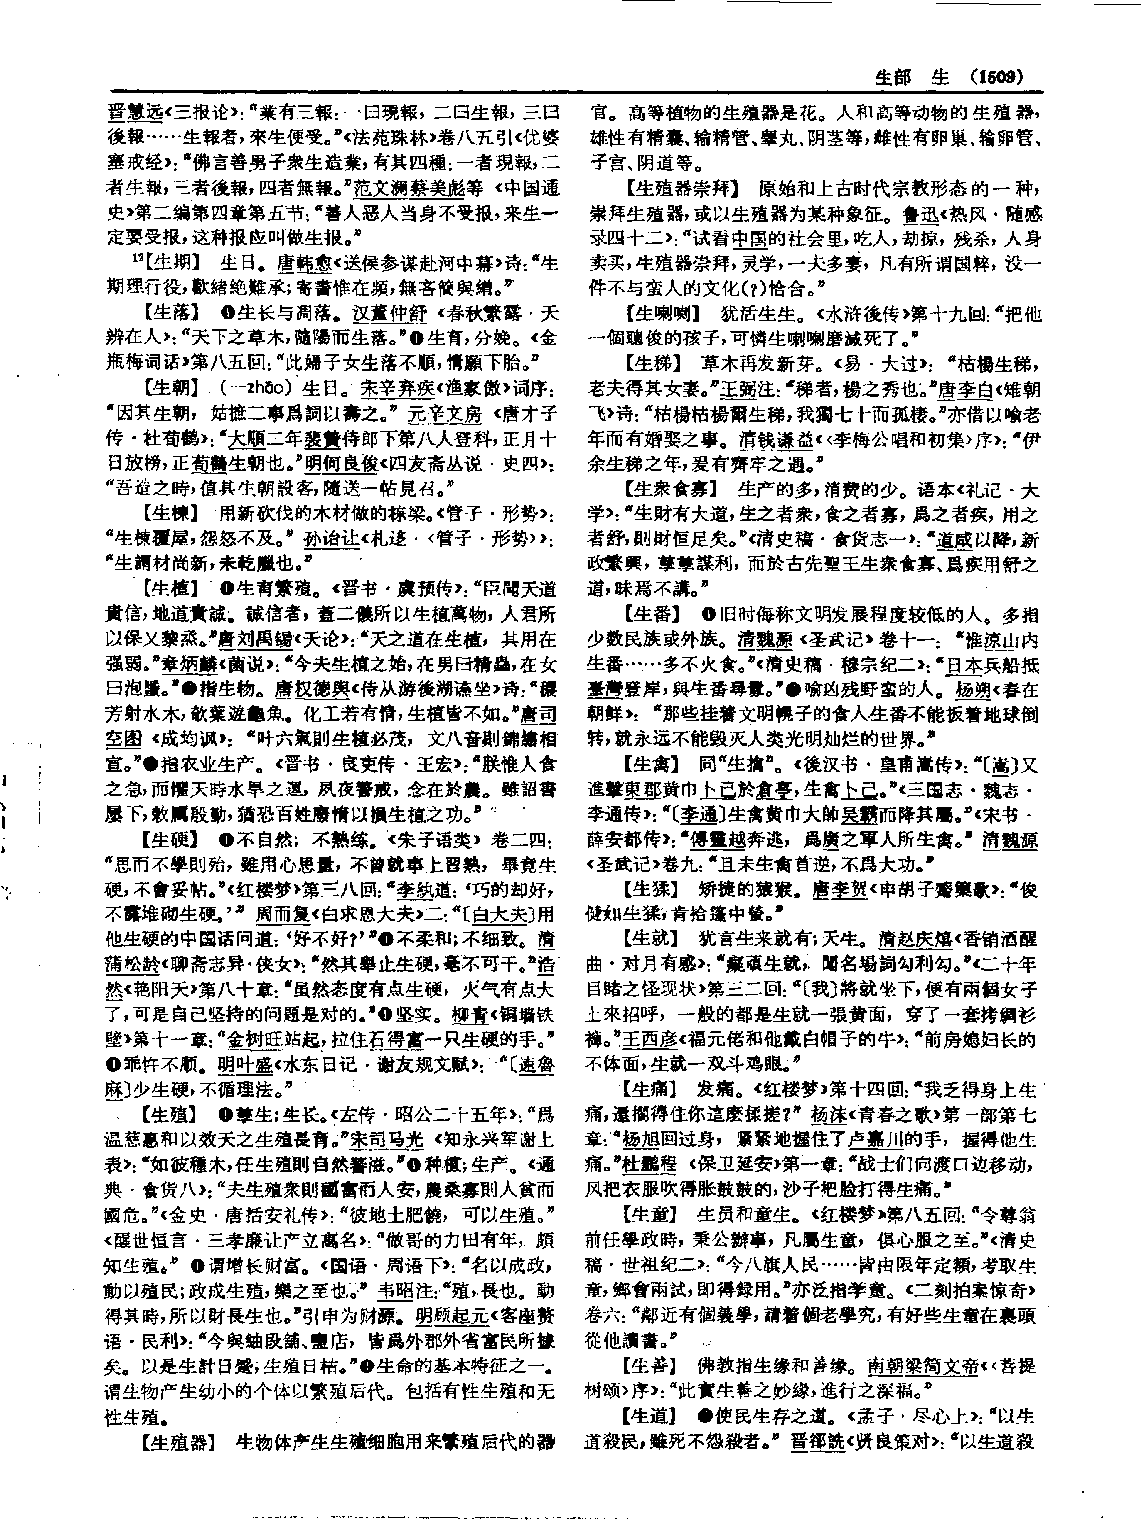 生部 生 (1509)
晋慧远《三报论》：“業有三報：一曰現報，二曰生報，三曰
後報……生報者，來生便受。”《法苑珠林》卷八五引《优婆
塞戒经》：“佛言善男子衆生造業，有其四種：一者現報，二
者生報，三者後報，四者無報。”范文澜蔡美彪等《中国通
史》第二编第四章第五节：“善人恶人当身不受报，来生一
定要受报，这种报应叫做生报。”
¹²【生期】 生日。唐韩愈《送侯参谋赴河中幕》诗：“生
期理行役，歡緒絶難承；寄書惟在頻，無吝簡與繒。”
【生落】 ❶生长与凋落。汉董仲舒《春秋繁露·天
辨在人》：“天下之草木，隨陽而生落。”❷生育，分娩。《金
瓶梅词话》第八五回：“此婦子女生落不順，情願下胎。”
【生朝】 （－zhāo）生日。宋辛弃疾《渔家傲》词序：
“因其生朝，姑摭二事爲詞以壽之。”元辛文房《唐才子
传·杜荀鹤》：“大順二年裴贄侍郎下第八人登科，正月十
日放榜，正荀鶴生朝也。”明何良俊《四友斋丛说·史四》：
“吾造之時，值其生朝設客，隨送一帖見召。”
【生棟】 用新砍伐的木材做的栋梁。《管子·形势》：
“生棟覆屋，怨怒不及。”孙诒让《札迻·〈管子·形势〉》：
“生謂材尚新，未乾臘也。”
【生植】 ❶生育繁殖。《晋书·虞预传》：“臣聞天道
貴信，地道貴誠。誠信者，蓋二儀所以生植萬物，人君所
以保乂黎烝。”唐刘禹锡《天论》：“天之道在生植，其用在
强弱。”章炳麟《菌说》：“今夫生植之始，在男曰精蟲，在女
曰泡蟲。”❷指生物。唐权德舆《侍从游後湖讌坐》诗：“孺
芳射水木，欹葉遊龜魚。化工若有情，生植皆不如。”唐司
空图《成均讽》：“叶六氣則生植必茂，文八音則錦繡相
宣。”❸指农业生产。《晋书·良吏传·王宏》：“朕惟人食
之急，而懼天時水旱之運，夙夜警戒，念在於農。雖詔書
屢下，敕厲殷勤，猶恐百姓廢惰以損生植之功。”
【生硬】 ❶不自然；不熟练。《朱子语类》卷二四：
“思而不學則殆，雖用心思量，不曾就事上習熟，畢竟生
硬，不會妥帖。”《红楼梦》第三八回：“李紈道：‘巧的却好，
不露堆砌生硬。’”周而复《白求恩大夫》二：“〔白大夫〕用
他生硬的中国话问道：‘好不好？’”❷不柔和；不细致。清
蒲松龄《聊斋志异·侠女》：“然其舉止生硬，毫不可干。”浩
然《艳阳天》第八十章：“虽然态度有点生硬，火气有点大
了，可是自己坚持的问题是对的。”❸坚实。柳青《铜墙铁
壁》第十一章：“金树旺站起，拉住石得富一只生硬的手。”
❹乖忤不顺。明叶盛《水东日记·谢友规文赋》：“〔速魯
麻〕少生硬，不循理法。”
【生殖】 ❶孳生；生长。《左传·昭公二十五年》：“爲
温慈惠和以效天之生殖長育。”宋司马光《知永兴军谢上
表》：“如彼種木，任生殖則自然蕃滋。”❷种植；生产。《通
典·食货八》：“夫生殖衆則國富而人安，農桑寡則人貧而
國危。”《金史·唐括安礼传》：“彼地土肥饒，可以生殖。”
《醒世恒言·三孝廉让产立高名》：“做哥的力田有年，頗
知生殖。”❸谓增长财富。《国语·周语下》：“名以成政，
動以殖民；政成生殖，樂之至也。”韦昭注：“殖，長也。動
得其時，所以財長生也。”引申为财源。明顾起元《客座赘
语·民利》：“今與紬段舖、鹽店，皆爲外郡外省富民所據
矣。以是生計日蹙，生殖日枯。”❹生命的基本特征之一。
谓生物产生幼小的个体以繁殖后代。包括有性生殖和无
性生殖。
【生殖器】 生物体产生生殖细胞用来繁殖后代的器
官。高等植物的生殖器是花。人和高等动物的生殖器，
雄性有精囊、输精管、睾丸、阴茎等，雌性有卵巢、输卵管、
子宫、阴道等。
【生殖器崇拜】 原始和上古时代宗教形态的一种，
崇拜生殖器，或以生殖器为某种象征。鲁迅《热风·随感
录四十二》：“试看中国的社会里，吃人，劫掠，残杀，人身
卖买，生殖器崇拜，灵学，一夫多妻，凡有所谓国粹，没一
件不与蛮人的文化(?)恰合。”
【生喇喇】 犹活生生。《水浒後传》第十九回：“把他
一個聰俊的孩子，可憐生喇喇磨滅死了。”
【生稊】 草木再发新芽。《易·大过》：“枯楊生稊，
老夫得其女妻。”王弼注：“稊者，楊之秀也。”唐李白《雉朝
飞》诗：“枯楊枯楊爾生稊，我獨七十而孤棲。”亦借以喻老
年而有婚娶之事。清钱谦益《〈李梅公唱和初集〉序》：“伊
余生稊之年，爰有齊牢之遇。”
【生衆食寡】 生产的多，消费的少。语本《礼记·大
学》：“生財有大道，生之者衆，食之者寡，爲之者疾，用之
者舒，則財恒足矣。”《清史稿·食货志一》：“道咸以降，新
政繁興，孳孳謀利，而於古先聖王生衆食寡、爲疾用舒之
道，昧焉不講。”
【生番】 ❶旧时侮称文明发展程度较低的人。多指
少数民族或外族。清魏源《圣武记》卷十一：“惟涼山内
生番……多不火食。”《清史稿·穆宗纪二》：“日本兵船抵
臺灣登岸，與生番尋釁。”❷喻凶残野蛮的人。杨朔《春在
朝鲜》：“那些挂着文明幌子的食人生番不能扳着地球倒
转，就永远不能毁灭人类光明灿烂的世界。”
【生禽】 同“生擒”。《後汉书·皇甫嵩传》：“〔嵩〕又
進擊東郡黄巾卜已於倉亭，生禽卜已。”《三国志·魏志·
李通传》：“〔李通〕生禽黄巾大帥吴霸而降其屬。”《宋书·
薛安都传》：“傅靈越奔逃，爲廣之軍人所生禽。”清魏源
《圣武记》卷九：“且未生禽首逆，不爲大功。”
【生猱】 矫捷的猿猴。唐李贺《申胡子觱篥歌》：“俊
健如生猱，肯拾蓬中螢。”
【生就】 犹言生来就有；天生。清赵庆熺《香销酒醒
曲·对月有感》：“癡頑生就，鬧名場詞勾利勾。”《二十年
目睹之怪现状》第三二回：“〔我〕將就坐下，便有兩個女子
上來招呼，一般的都是生就一張黄面，穿了一套拷綢衫
褲。”王西彦《福元佬和他戴白帽子的牛》：“前房媳妇长的
不体面，生就一双斗鸡眼。”
【生痛】 发痛。《红楼梦》第十四回：“我乏得身上生
痛，還擱得住你這麽揉搓？”杨沫《青春之歌》第一部第七
章：“杨旭回过身，紧紧地握住了卢嘉川的手，握得他生
痛。”杜鹏程《保卫延安》第一章：“战士们向渡口边移动，
风把衣服吹得胀鼓鼓的，沙子把脸打得生痛。”
【生童】 生员和童生。《红楼梦》第八五回：“令尊翁
前任學政時，秉公辦事，凡屬生童，俱心服之至。”《清史
稿·世祖纪二》：“今八旗人民……皆由限年定額，考取生
童，鄉會兩試，即得録用。”亦泛指学童。《二刻拍案惊奇》
卷六：“鄰近有個義學，請着個老學究，有好些生童在裏頭
從他讀書。”
【生善】 佛教指生缘和善缘。南朝梁简文帝《〈菩提
树颂〉序》：“此實生善之妙緣，進行之深福。”
【生道】 ❶使民生存之道。《孟子·尽心上》：“以生
道殺民，雖死不怨殺者。”晋郤詵《贤良策对》：“以生道殺